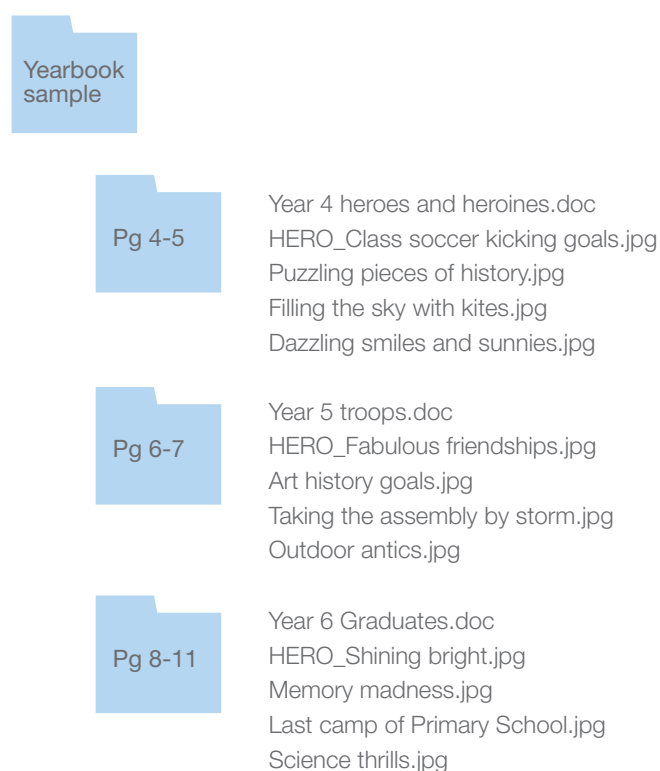 Yearbook
sample
Pg 4-5
Year 4 heroes and heroines.doc
HERO_Class soccer kicking goals.jpg
Puzzling pieces of history.jpg
Filling the sky with kites.jpg
Dazzling smiles and sunnies.jpg
Pg 6-7
Year 5 troops.doc
HERO_Fabulous friendships.jpg
Art history goals.jpg
Taking the assembly by storm.jpg
Outdoor antics.jpg
Pg 8-11
Year 6 Graduates.doc
HERO_Shining bright.jpg
Memory madness.jpg
Last camp of Primary School.jpg
Science thrills.jpg